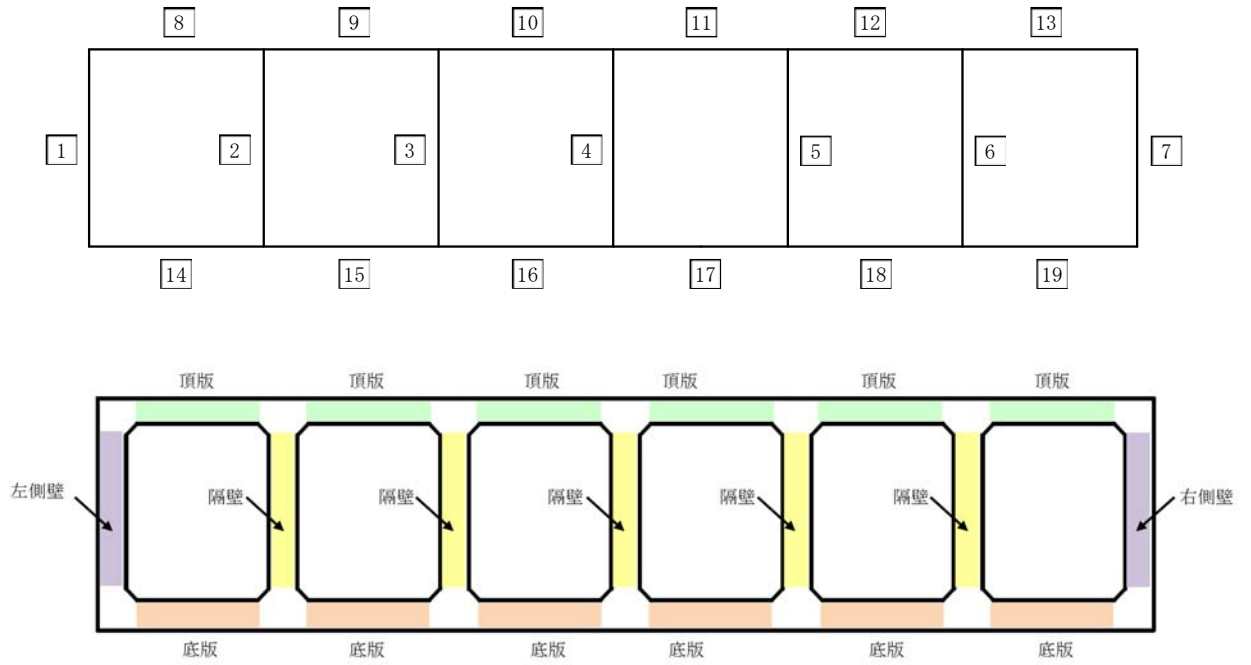 8 9 10 11 12 13
1 2 3 4 5 6 7
14 15 16 17 18 19
頂版 頂版 頂版 頂版 頂版 頂版
左側壁 隔壁 隔壁 隔壁 隔壁 隔壁 右側壁
底版 底版 底版 底版 底版 底版